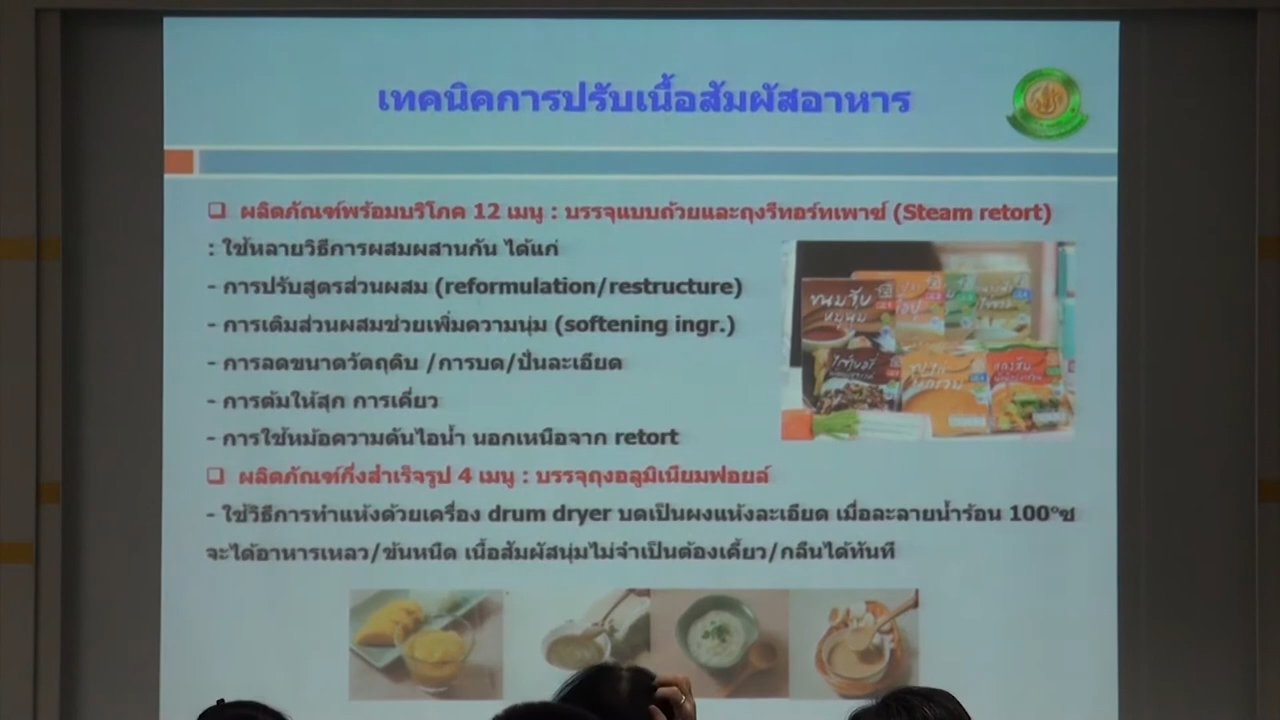 เทคนิคการปรับเนื้อสัมผัสอาหาร
❑ ผลิตภัณฑ์พร้อมบริโภค 12 เมนู : บรรจุแบบถ้วยและถุงรีทอร์ทเพาซ์ (Steam retort)
: ใช้หลายวิธีการผสมผสานกัน ได้แก่
- การปรับสูตรส่วนผสม (reformulation/restructure)
- การเติมส่วนผสมช่วยเพิ่มความนุ่ม (softening ingr.)
- การลดขนาดวัตถุดิบ /การบด/ปั่นละเอียด
- การต้มให้สุก การเคี่ยว
- การใช้หม้อความดันไอน้ำ นอกเหนือจาก retort
❑ ผลิตภัณฑ์กึ่งสำเร็จรูป 4 เมนู : บรรจุถุงอลูมิเนียมฟอยล์
- ใช้วิธีการทำแห้งด้วยเครื่อง drum dryer บดเป็นผงแห้งละเอียด เมื่อละลายน้ำร้อน 100°ซ
จะได้อาหารเหลว/ข้นหนืด เนื้อสัมผัสนุ่มไม่จำเป็นต้องเคี้ยว/กลืนได้ทันที